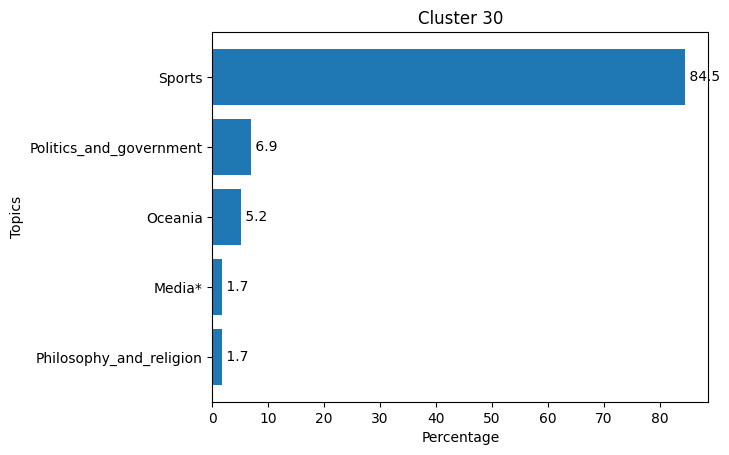 Cluster 30
Topics
Sports
84.5
Politics_and_government
6.9
Oceania
5.2
Media*
1.7
Philosophy_and_religion
1.7
0 10 20 30 40 50 60 70 80
Percentage